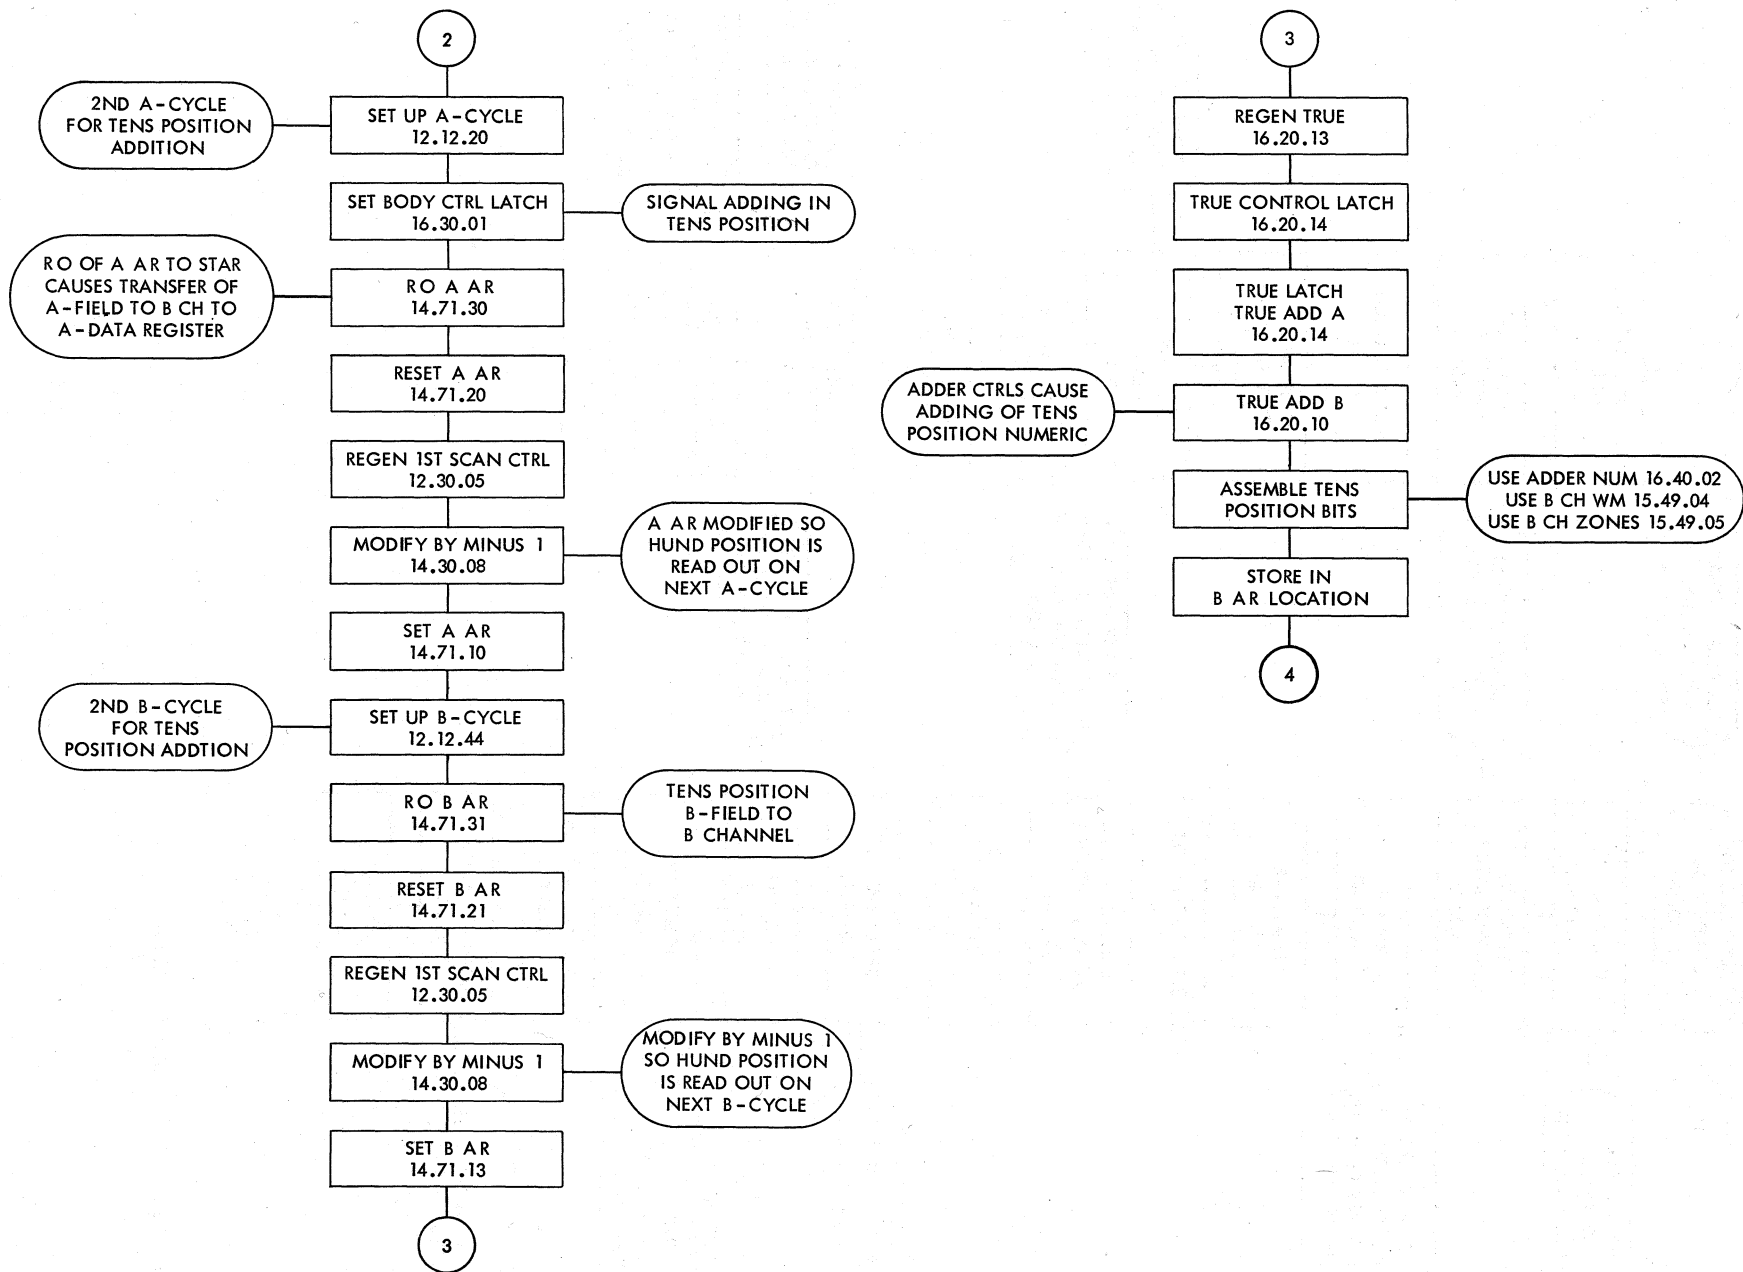 2
2ND A-CYCLE
FOR TENS POSITION
ADDITION
SET UP A-CYCLE
12.12.20
SET BODY CTRL LATCH
16.30.01
SIGNAL ADDING IN
TENS POSITION
RO OF A AR TO STAR
CAUSES TRANSFER OF
A-FIELD TO B CH TO
A-DATA REGISTER
RO A AR
14.71.30
RESET A AR
14.71.20
REGEN 1ST SCAN CTRL
12.30.05
MODIFY BY MINUS 1
14.30.08
A AR MODIFIED SO
HUND POSITION IS
READ OUT ON
NEXT A-CYCLE
SET A AR
14.71.10
2ND B-CYCLE
FOR TENS
POSITION ADDTION
SET UP B-CYCLE
12.12.44
RO B AR
14.71.31
TENS POSITION
B-FIELD TO
B CHANNEL
RESET B AR
14.71.21
REGEN 1ST SCAN CTRL
12.30.05
MODIFY BY MINUS 1
14.30.08
MODIFY BY MINUS 1
SO HUND POSITION
IS READ OUT ON
NEXT B-CYCLE
SET B AR
14.71.13
3
3
REGEN TRUE
16.20.13
TRUE CONTROL LATCH
16.20.14
TRUE LATCH
TRUE ADD A
16.20.14
ADDER CTRLS CAUSE
ADDING OF TENS
POSITION NUMERIC
TRUE ADD B
16.20.10
ASSEMBLE TENS
POSITION BITS
USE ADDER NUM 16.40.02
USE B CH WM 15.49.04
USE B CH ZONES 15.49.05
STORE IN
B AR LOCATION
4